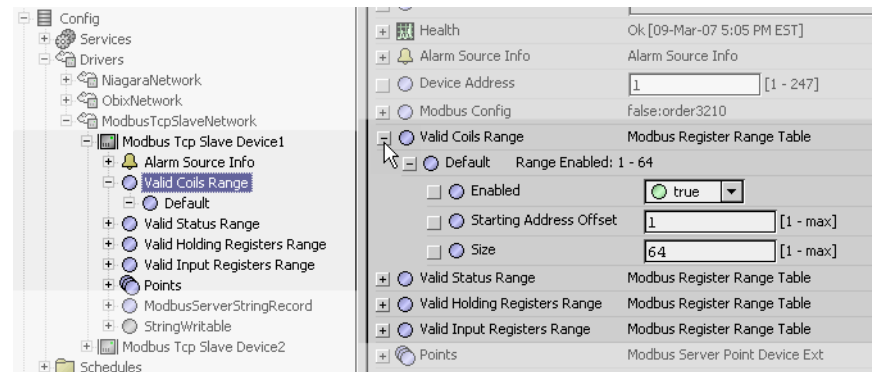 Config
Services
Drivers
NiagaraNetwork
ObixNetwork
ModbusTcpSlaveNetwork
Modbus Tcp Slave Device1
Alarm Source Info
Valid Coils Range
Default
Valid Status Range
Valid Holding Registers Range
Valid Input Registers Range
Points
ModbusServerStringRecord
StringWritable
Modbus Tcp Slave Device2
Schedules
Health Ok [09-Mar-07 5:05 PM EST]
Alarm Source Info Alarm Source Info
Device Address 1 [1 - 247]
Modbus Config false:order3210
Valid Coils Range Modbus Register Range Table
Default Range Enabled: 1 - 64
Enabled true
Starting Address Offset 1 [1 - max]
Size 64 [1 - max]
Valid Status Range Modbus Register Range Table
Valid Holding Registers Range Modbus Register Range Table
Valid Input Registers Range Modbus Register Range Table
Points Modbus Server Point Device Ext